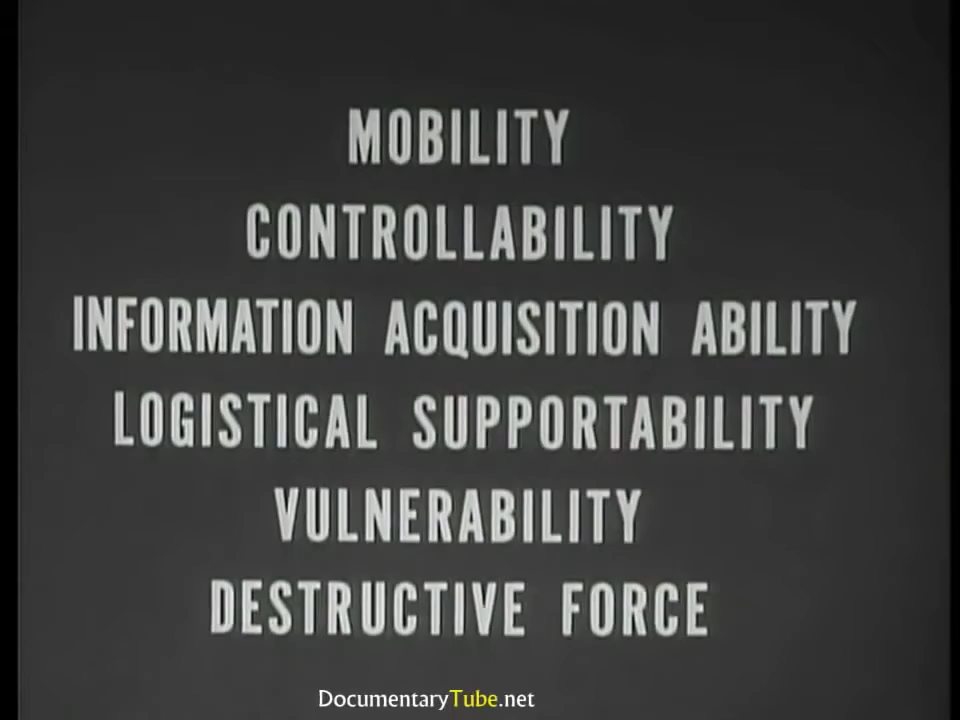 MOBILITY
CONTROLLABILITY
INFORMATION ACQUISITION ABILITY
LOGISTICAL SUPPORTABILITY
VULNERABILITY
DESTRUCTIVE FORCE
DocumentaryTube.net